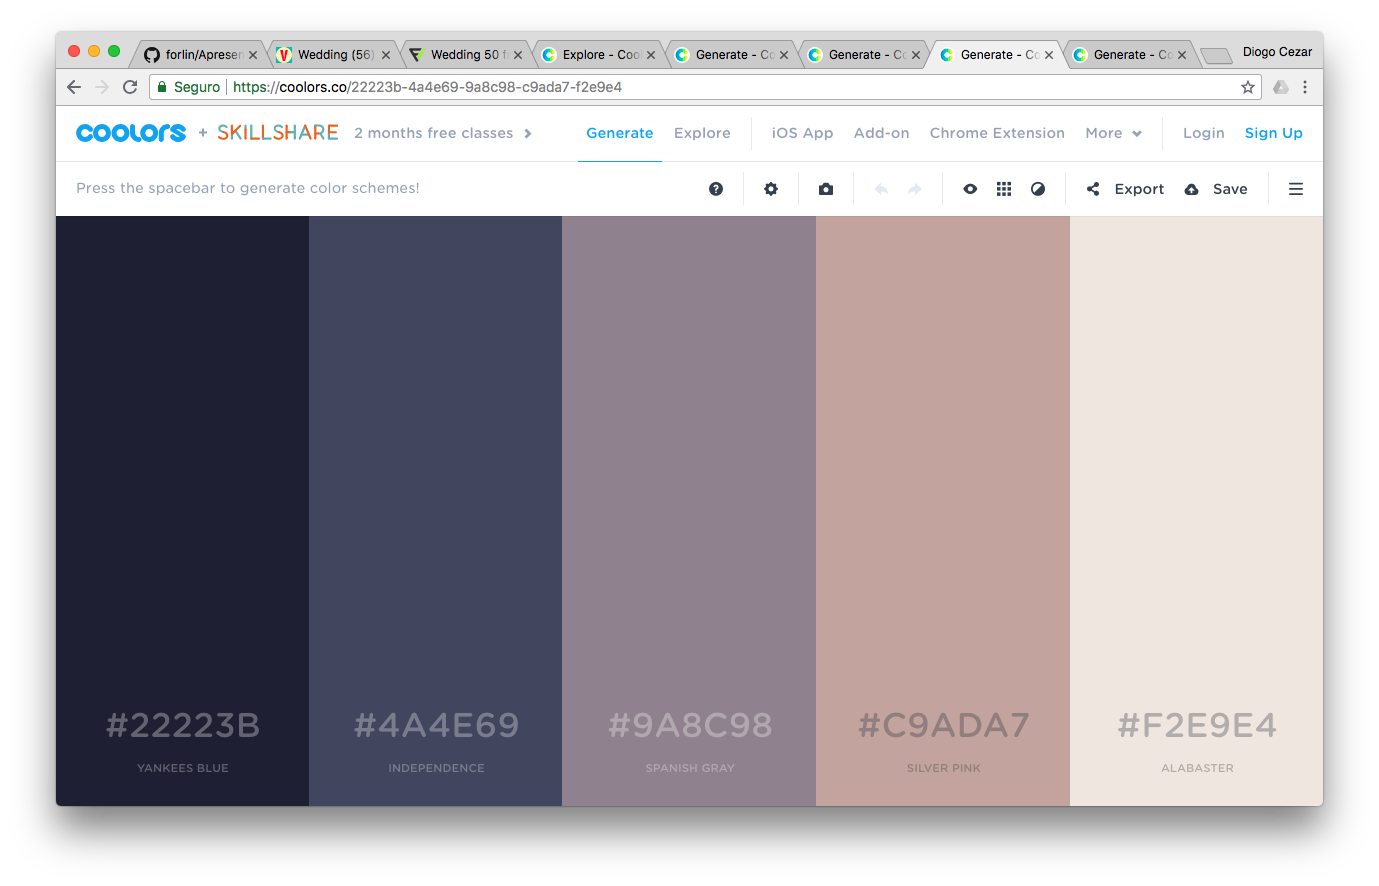 forlin/Apresen
Wedding (56)
Wedding 50 fr
Explore - Cool
Generate - Co
Generate - Co
Generate - Co
Generate - Co
Diogo Cezar
Seguro https://coolors.co/22223b-4a4e69-9a8c98-c9ada7-f2e9e4
coolors + SKILLSHARE 2 months free classes
Generate Explore iOS App Add-on Chrome Extension More Login Sign Up
Press the spacebar to generate color schemes!
Export Save
#22223B
YANKEES BLUE
#4A4E69
INDEPENDENCE
#9A8C98
SPANISH GRAY
#C9ADA7
SILVER PINK
#F2E9E4
ALABASTER